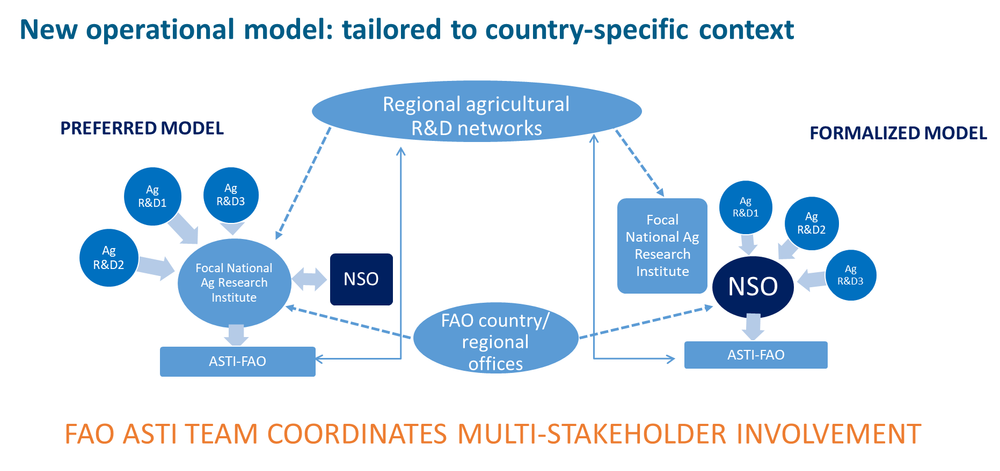 New operational model: tailored to country-specific context
Regional agricultural
R&D networks
PREFERRED MODEL
FORMALIZED MODEL
Ag
R&D1
Ag
R&D3
Ag
R&D2
Focal National
Ag Research
Institute
NSO
ASTI-FAO
FAO country/
regional
offices
Focal
National Ag
Research
Institute
Ag
R&D1
Ag
R&D2
Ag
R&D3
NSO
ASTI-FAO
FAO ASTI TEAM COORDINATES MULTI-STAKEHOLDER INVOLVEMENT